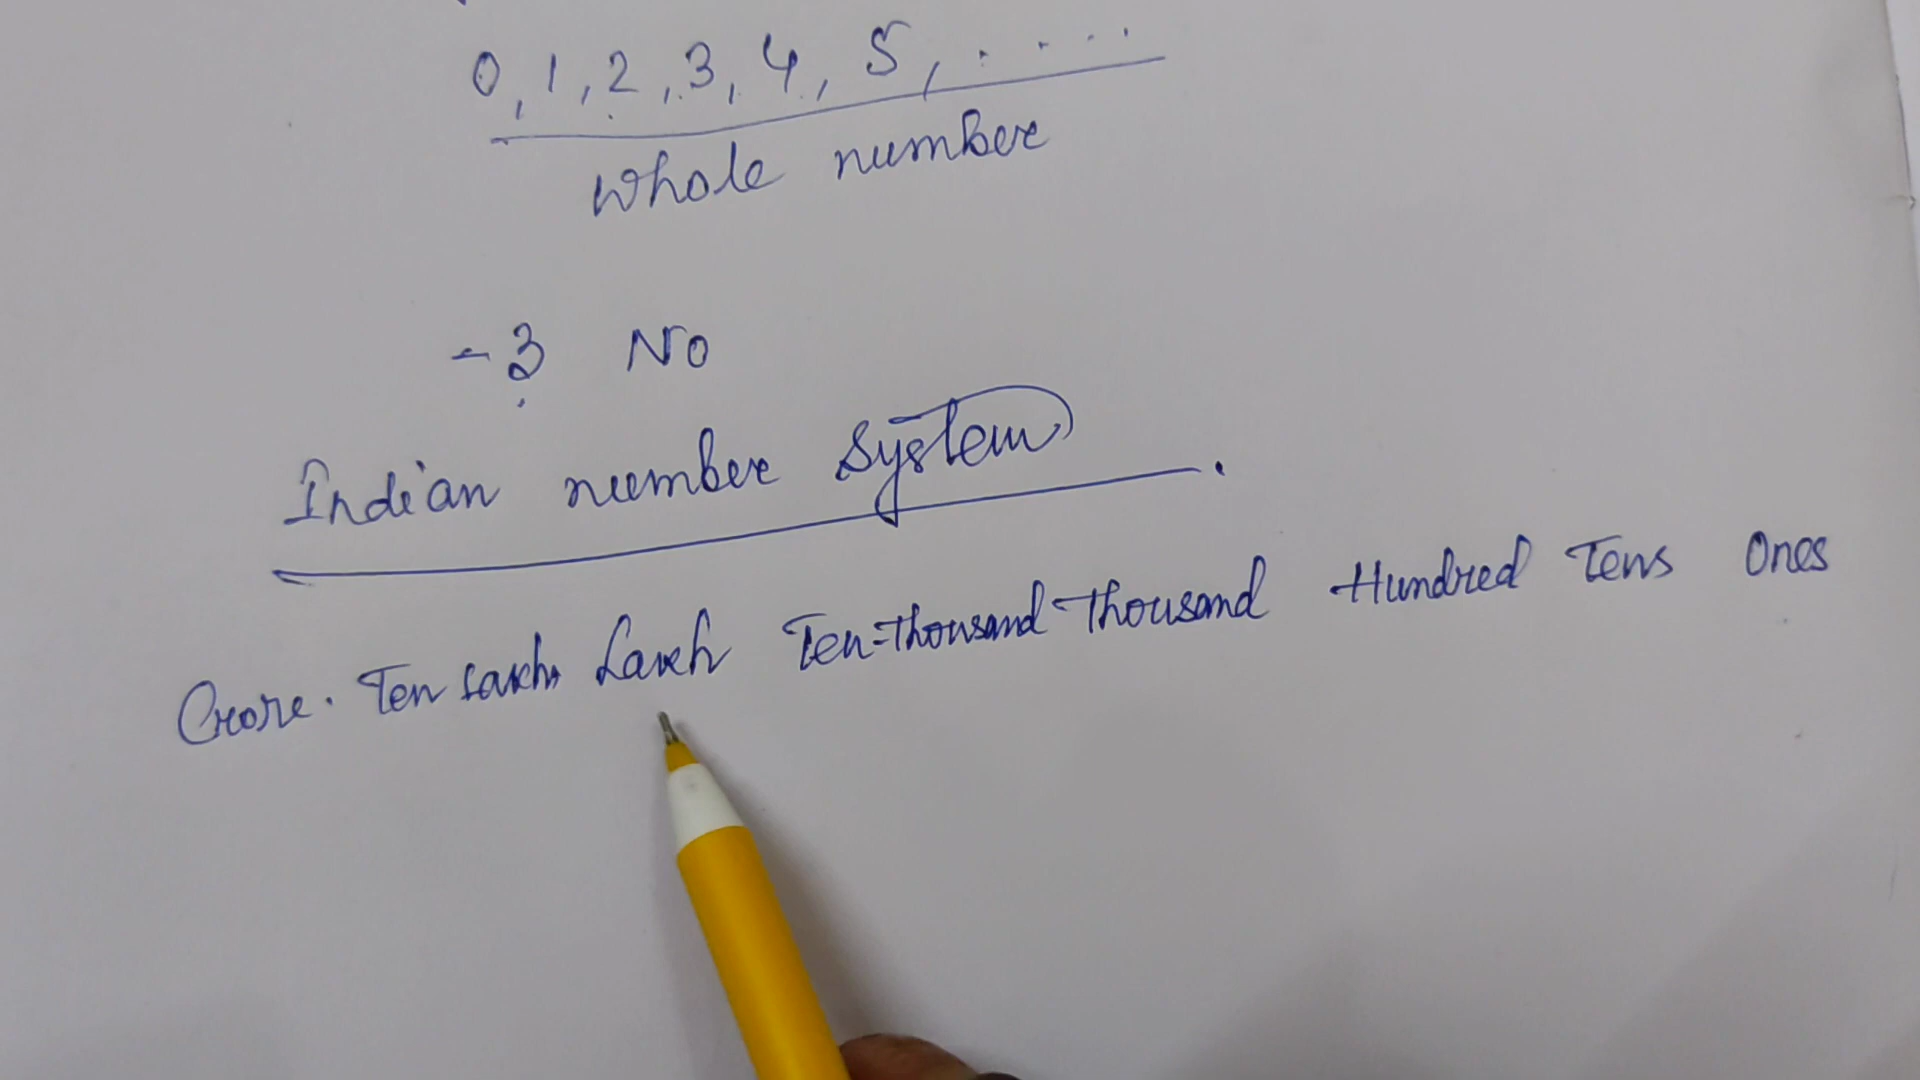 0, 1, 2, 3, 4, 5, .....
whole number
-3 No
Indian number system.
Crore. Ten Lakh Lakh Ten-Thousand Thousand Hundred Tens Ones